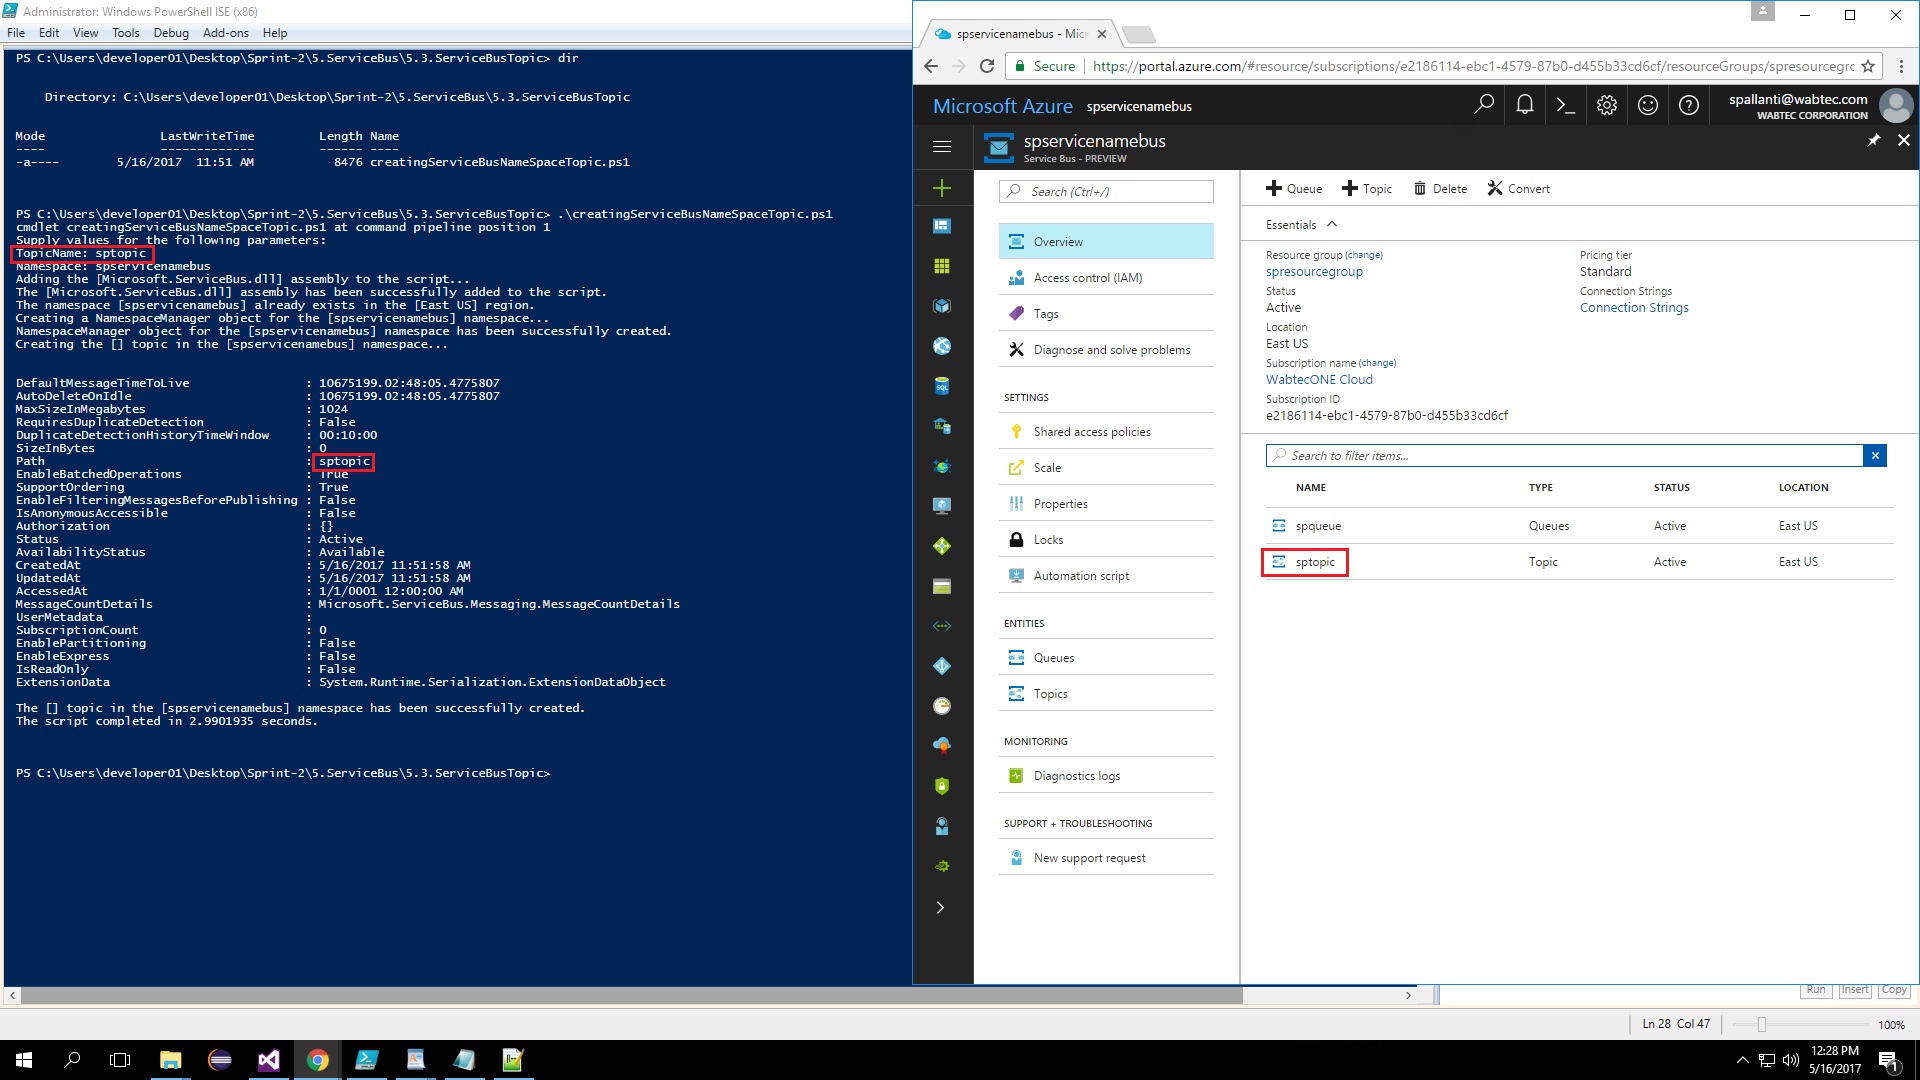 Administrator: Windows PowerShell ISE (x86)
File Edit View Tools Debug Add-ons Help
PS C:\Users\developer01\Desktop\Sprint-2\5.ServiceBus\5.3.ServiceBusTopic> dir
Directory: C:\Users\developer01\Desktop\Sprint-2\5.ServiceBus\5.3.ServiceBusTopic
Mode LastWriteTime Length Name
---- ------------- ------ ----
-a---- 5/16/2017 11:51 AM 8476 creatingServiceBusNameSpaceTopic.ps1
PS C:\Users\developer01\Desktop\Sprint-2\5.ServiceBus\5.3.ServiceBusTopic> .\creatingServiceBusNameSpaceTopic.ps1
cmdlet creatingServiceBusNameSpaceTopic.ps1 at command pipeline position 1
Supply values for the following parameters:
TopicName: sptopic
Namespace: spservicenamebus
Adding the [Microsoft.ServiceBus.dll] assembly to the script...
The [Microsoft.ServiceBus.dll] assembly has been successfully added to the script.
The namespace [spservicenamebus] already exists in the [East US] region.
Creating a NamespaceManager object for the [spservicenamebus] namespace...
NamespaceManager object for the [spservicenamebus] namespace has been successfully created.
Creating the [] topic in the [spservicenamebus] namespace...
DefaultMessageTimeToLive : 10675199.02:48:05.4775807
AutoDeleteOnIdle : 10675199.02:48:05.4775807
MaxSizeInMegabytes : 1024
RequiresDuplicateDetection : False
DuplicateDetectionHistoryTimeWindow : 00:10:00
SizeInBytes : 0
Path : sptopic
EnableBatchedOperations : True
SupportOrdering : True
EnableFilteringMessagesBeforePublishing : False
IsAnonymousAccessible : False
Authorization : {}
Status : Active
AvailabilityStatus : Available
CreatedAt : 5/16/2017 11:51:58 AM
UpdatedAt : 5/16/2017 11:51:58 AM
AccessedAt : 1/1/0001 12:00:00 AM
MessageCountDetails : Microsoft.ServiceBus.Messaging.MessageCountDetails
UserMetadata :
SubscriptionCount : 0
EnablePartitioning : False
EnableExpress : False
IsReadOnly : False
ExtensionData : System.Runtime.Serialization.ExtensionDataObject
The [] topic in the [spservicenamebus] namespace has been successfully created.
The script completed in 2.9901935 seconds.
PS C:\Users\developer01\Desktop\Sprint-2\5.ServiceBus\5.3.ServiceBusTopic>
spservicenamebus - Micr
Secure https://portal.azure.com/#resource/subscriptions/e2186114-ebc1-4579-87b0-d455b33cd6cf/resourceGroups/spresourcegr
Microsoft Azure spservicenamebus
spallanti@wabtec.com
WABTEC CORPORATION
spservicenamebus
Service Bus - PREVIEW
Search (Ctrl+/)
Overview
Access control (IAM)
Tags
Diagnose and solve problems
SETTINGS
Shared access policies
Scale
Properties
Locks
Automation script
ENTITIES
Queues
Topics
MONITORING
Diagnostics logs
SUPPORT + TROUBLESHOOTING
New support request
Queue Topic Delete Convert
Essentials
Resource group (change)
spresourcegroup
Status
Active
Location
East US
Subscription name (change)
WabtecONE Cloud
Subscription ID
e2186114-ebc1-4579-87b0-d455b33cd6cf
Pricing tier
Standard
Connection Strings
Connection Strings
Search to filter items...
NAME TYPE STATUS LOCATION
spqueue Queues Active East US
sptopic Topic Active East US
SQL
Run Insert Copy
Ln 28 Col 47 100%
12:28 PM
5/16/2017
1